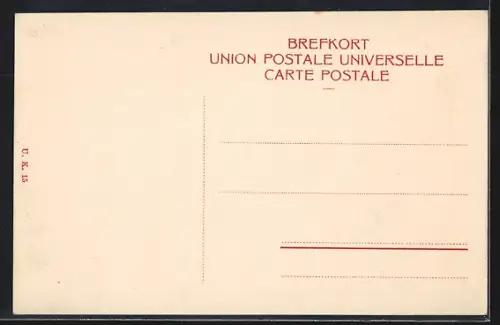 BREFKORT
UNION POSTALE UNIVERSELLE
CARTE POSTALE
U. K. 15